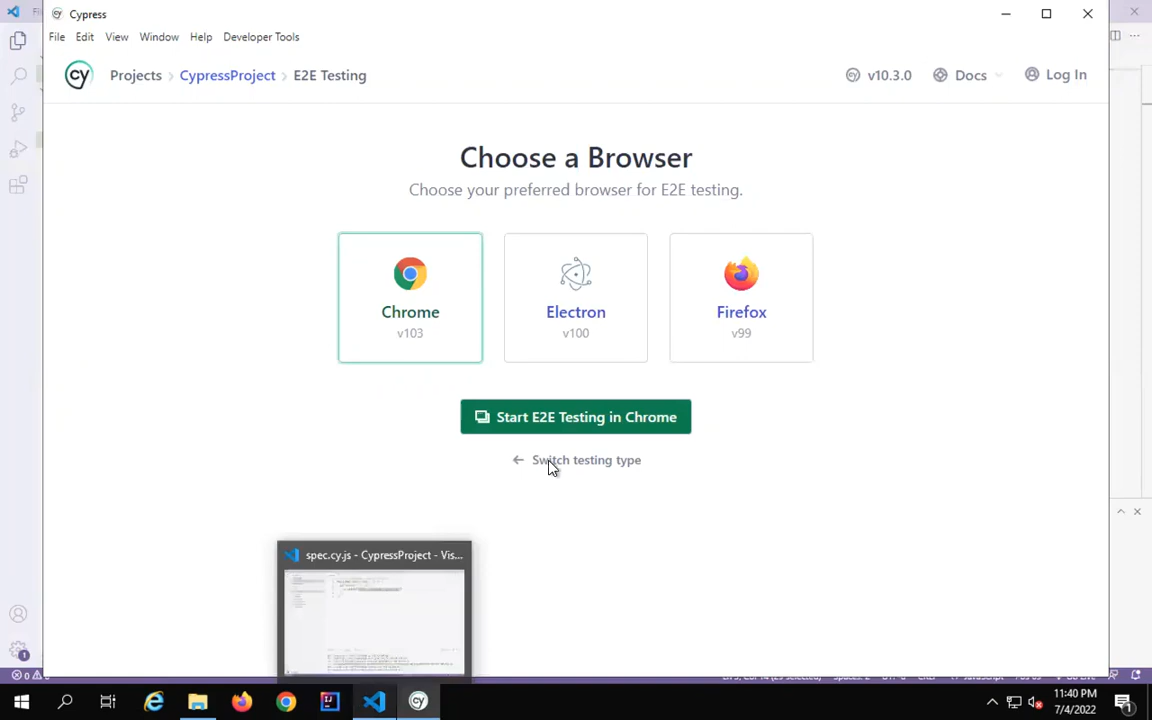 Cypress
File Edit View Window Help Developer Tools
cy Projects > CypressProject > E2E Testing v10.3.0 Docs Log In
Choose a Browser
Choose your preferred browser for E2E testing.
Chrome Electron Firefox
v103 v100 v99
Start E2E Testing in Chrome
← Switch testing type
spec.cy.js - CypressProject - Vis...
11:40 PM
7/4/2022